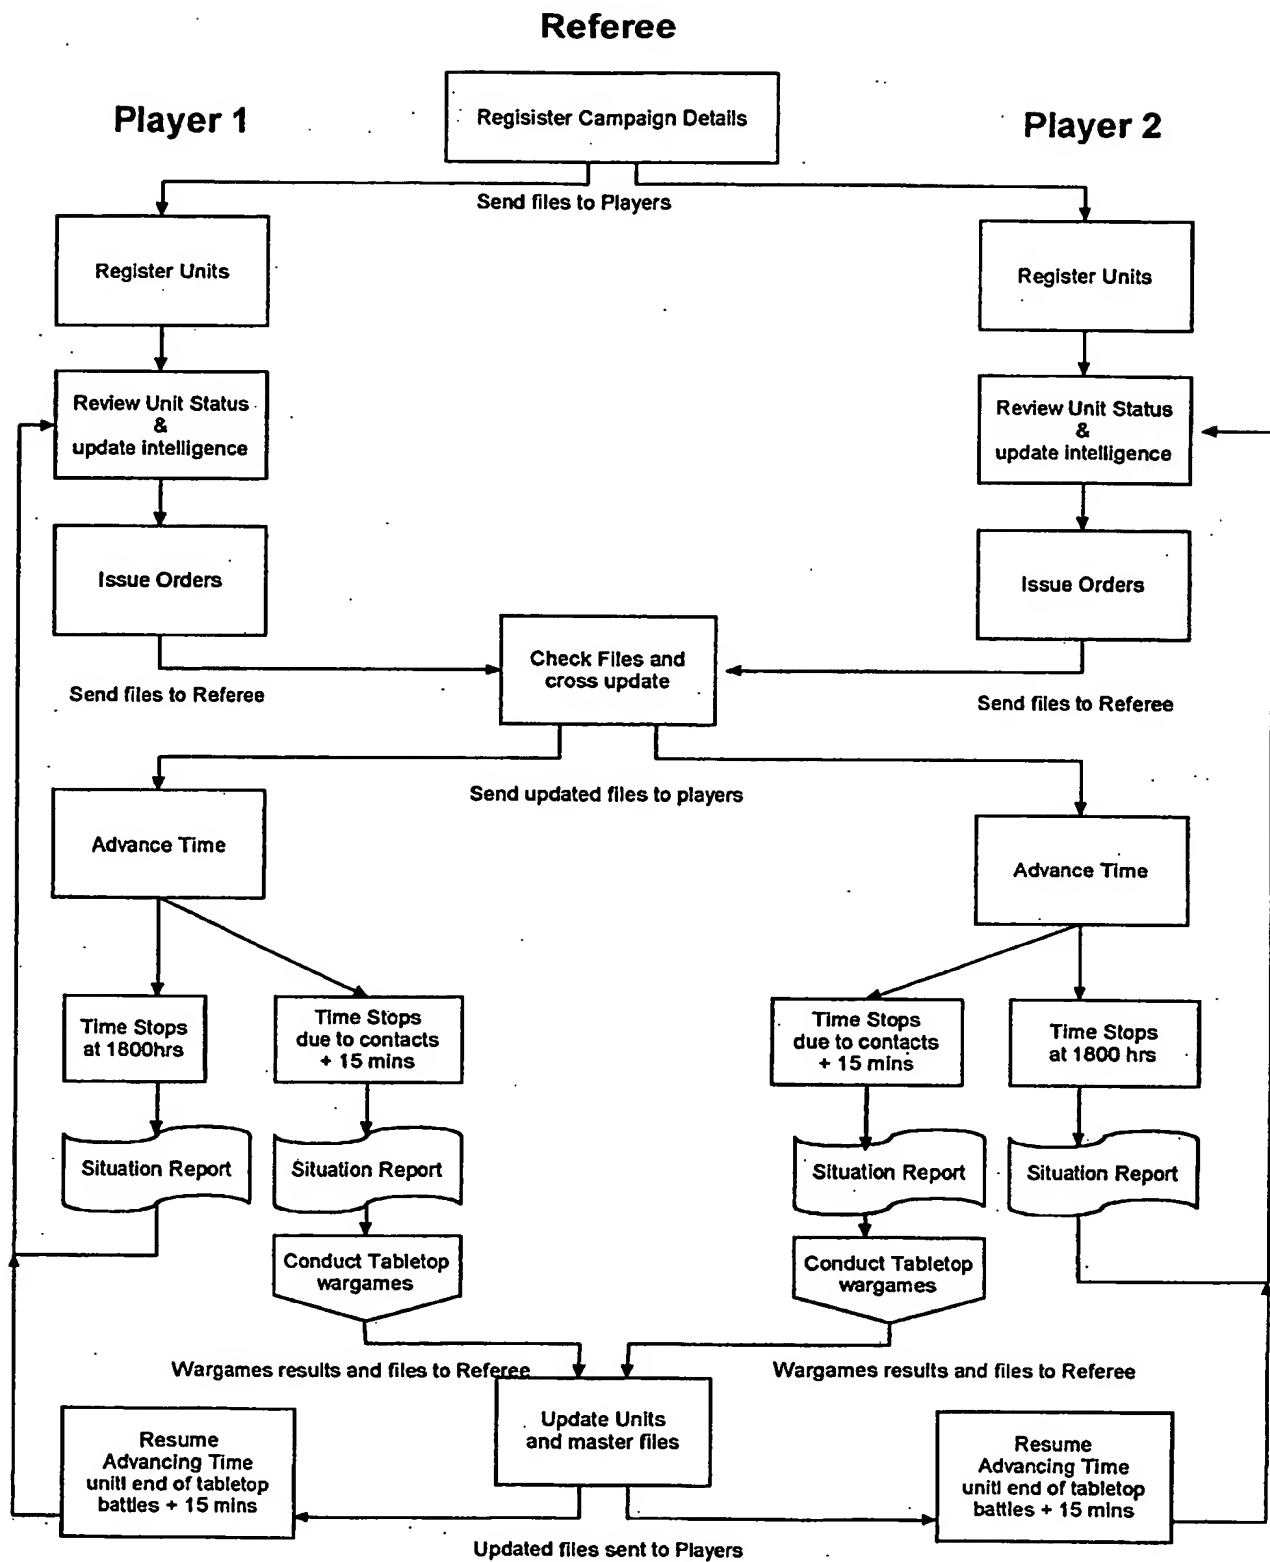 Referee
Player 1
Regisister Campaign Details
Player 2
Send files to Players
Register Units
Register Units
Review Unit Status
&
update intelligence
Review Unit Status
&
update intelligence
Issue Orders
Issue Orders
Check Files and
cross update
Send files to Referee
Send files to Referee
Send updated files to players
Advance Time
Advance Time
Time Stops
at 1800hrs
Time Stops
due to contacts
+ 15 mins
Time Stops
due to contacts
+ 15 mins
Time Stops
at 1800 hrs
Situation Report
Situation Report
Situation Report
Situation Report
Conduct Tabletop
wargames
Conduct Tabletop
wargames
Wargames results and files to Referee
Wargames results and files to Referee
Update Units
and master files
Resume
Advancing Time
unitl end of tabletop
battles + 15 mins
Resume
Advancing Time
unitl end of tabletop
battles + 15 mins
Updated files sent to Players